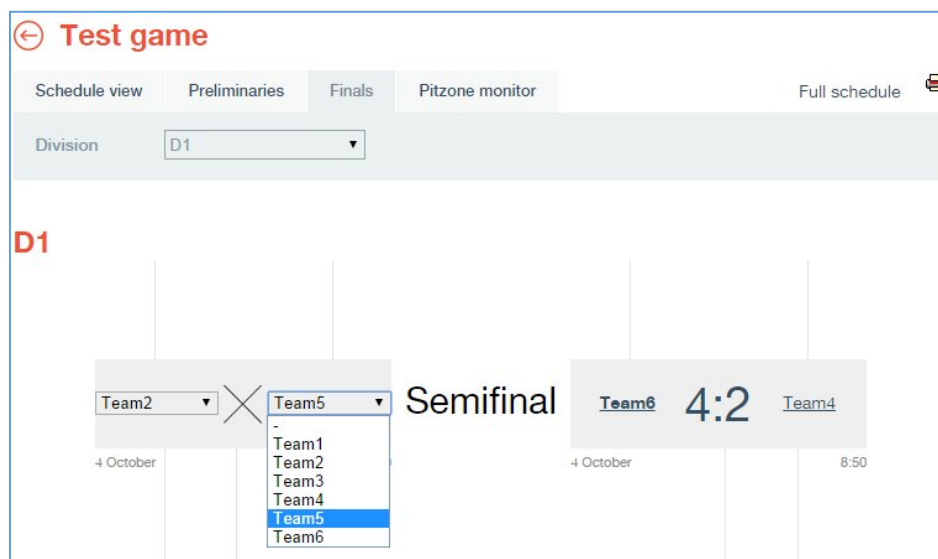 Test game
Schedule view Preliminaries Finals Pitzone monitor Full schedule
Division D1
D1
Team2 Team5 Semifinal Team6 4:2 Team4
-
Team1
Team2
Team3
Team4
Team5
Team6
4 October 4 October 8:50